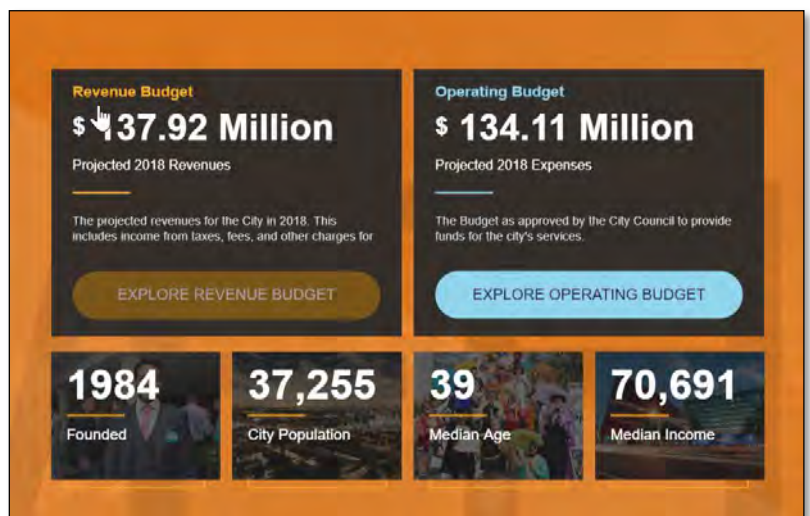 Revenue Budget
$ 137.92 Million
Projected 2018 Revenues
The projected revenues for the City in 2018. This
includes income from taxes, fees, and other charges for
EXPLORE REVENUE BUDGET
Operating Budget
$ 134.11 Million
Projected 2018 Expenses
The Budget as approved by the City Council to provide
funds for the city's services.
EXPLORE OPERATING BUDGET
1984
Founded
37,255
City Population
39
Median Age
70,691
Median Income